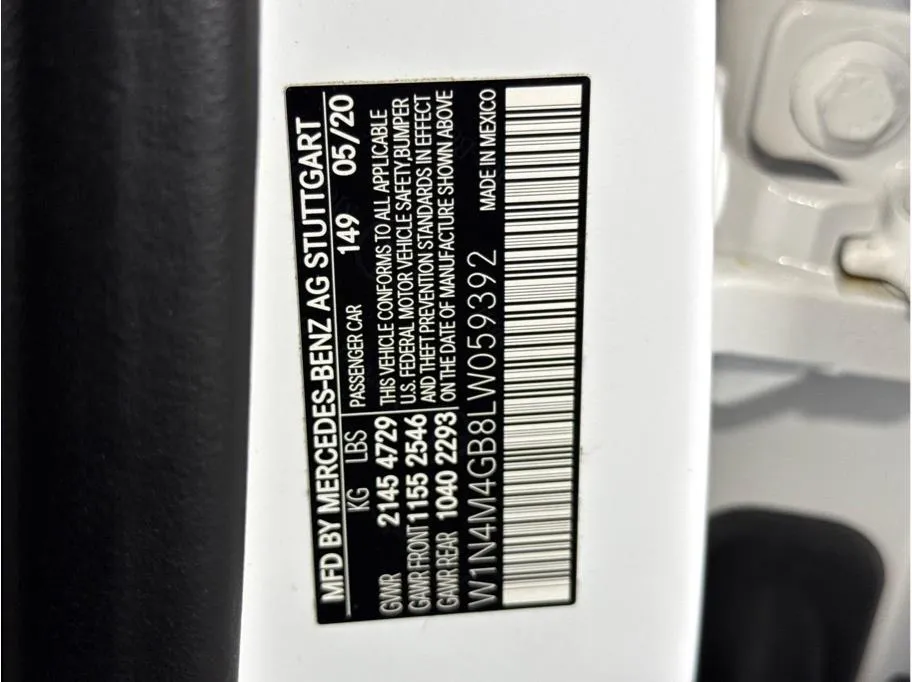 MFD BY MERCEDES-BENZ AG STUTTGART
KG LBS PASSENGER CAR 149 05/20
GVWR 2145 4729 THIS VEHICLE CONFORMS TO ALL APPLICABLE
GAWR FRONT 1155 2546 U.S. FEDERAL MOTOR VEHICLE SAFETY,BUMPER
AND THEFT PREVENTION STANDARDS IN EFFECT
GAWR REAR 1040 2293 ON THE DATE OF MANUFACTURE SHOWN ABOVE
W1N4M4GB8LW059392 MADE IN MEXICO